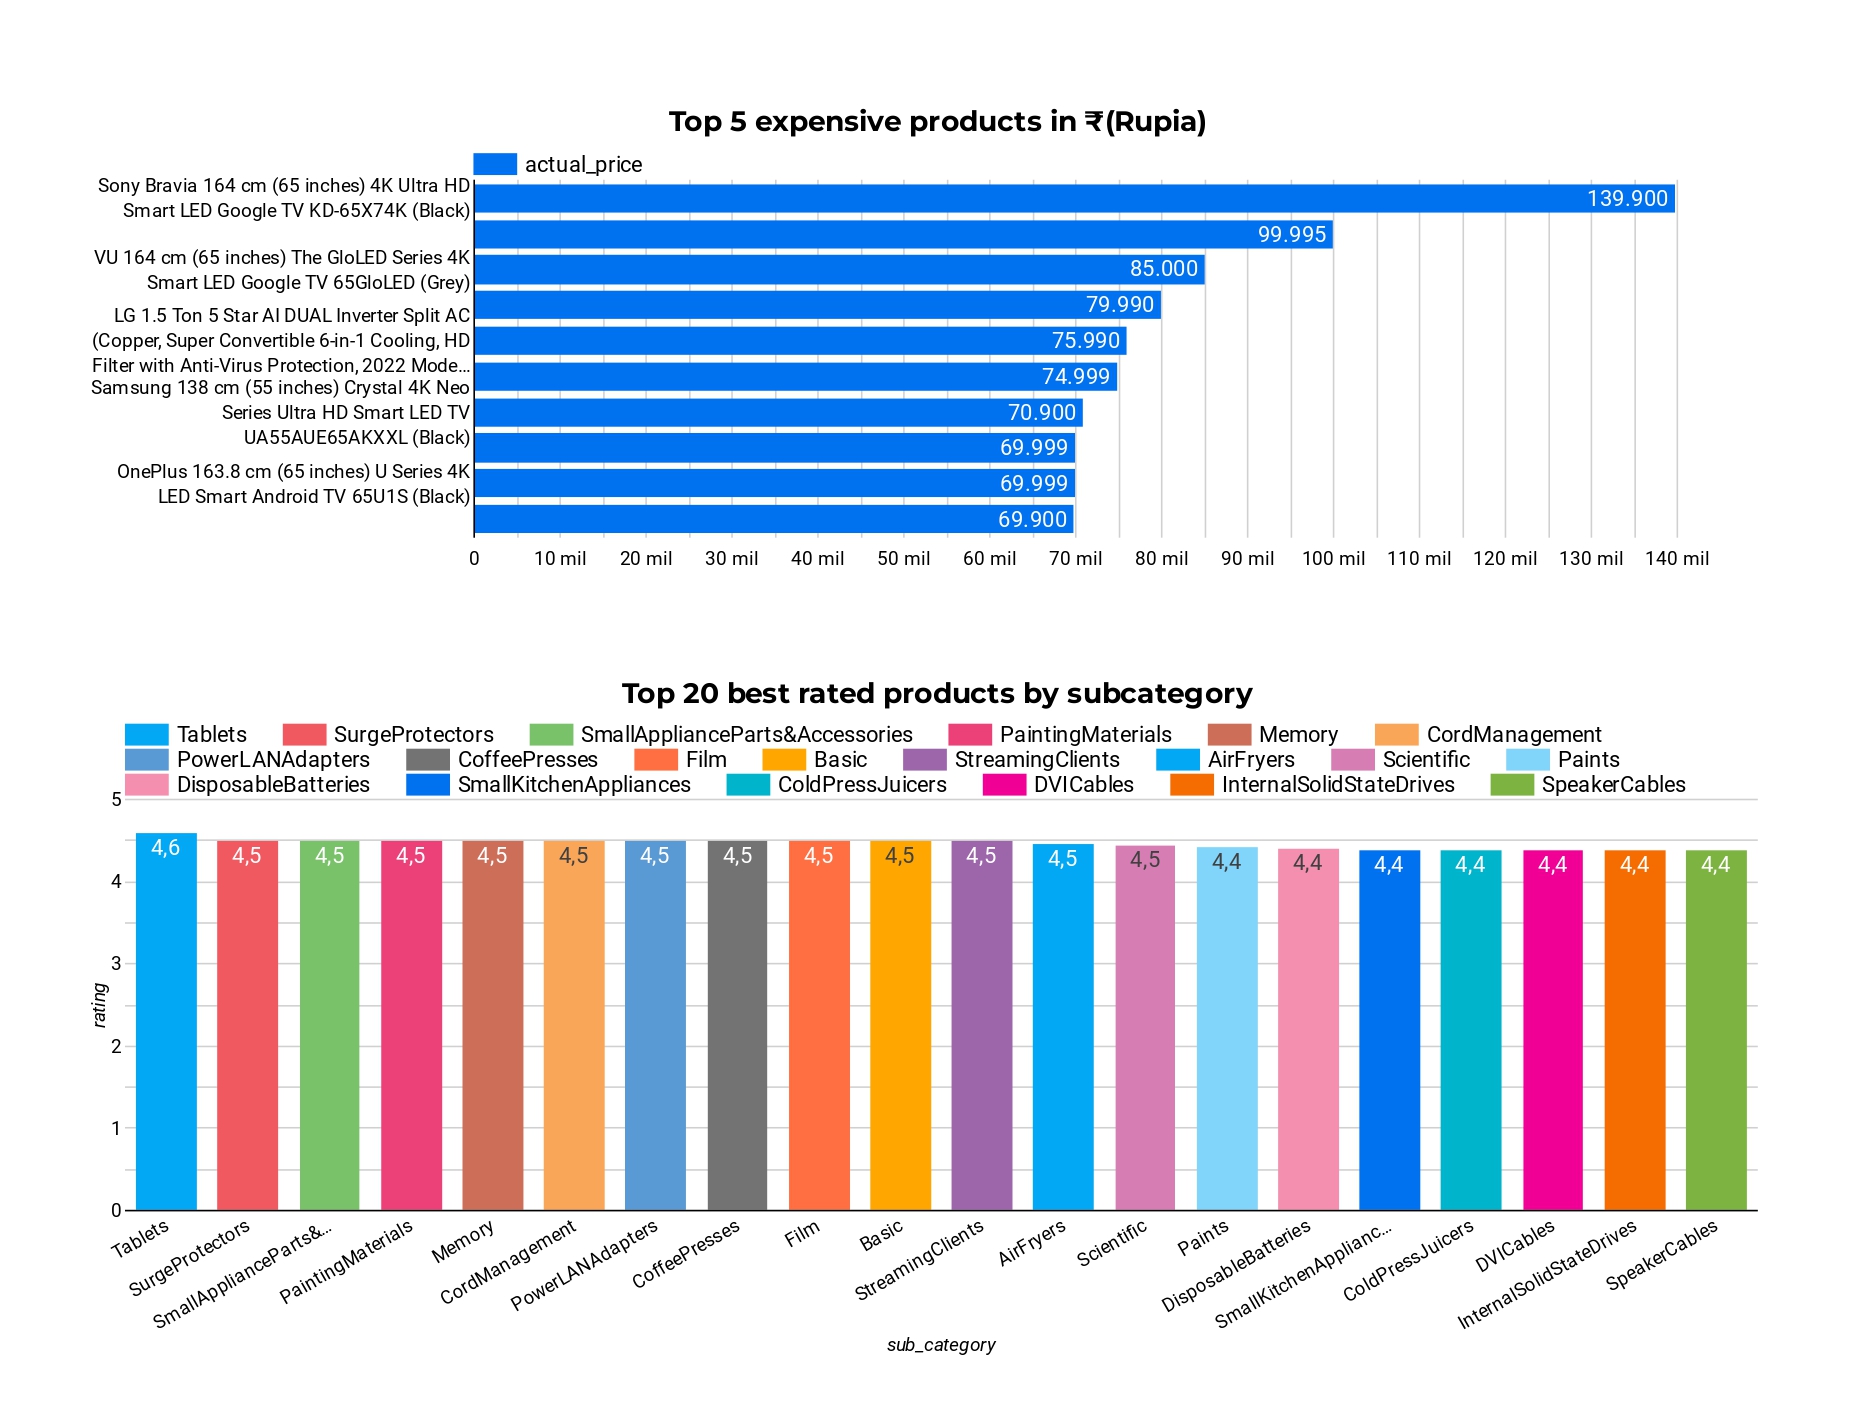 Top 5 expensive products in ₹(Rupia)
actual_price
Sony Bravia 164 cm (65 inches) 4K Ultra HD
Smart LED Google TV KD-65X74K (Black)
VU 164 cm (65 inches) The GloLED Series 4K
Smart LED Google TV 65GloLED (Grey)
LG 1.5 Ton 5 Star AI DUAL Inverter Split AC
(Copper, Super Convertible 6-in-1 Cooling, HD
Filter with Anti-Virus Protection, 2022 Mode...
Samsung 138 cm (55 inches) Crystal 4K Neo
Series Ultra HD Smart LED TV
UA55AUE65AKXXL (Black)
OnePlus 163.8 cm (65 inches) U Series 4K
LED Smart Android TV 65U1S (Black)
139.900
99.995
85.000
79.990
75.990
74.999
70.900
69.999
69.999
69.900
0 10 mil 20 mil 30 mil 40 mil 50 mil 60 mil 70 mil 80 mil 90 mil 100 mil 110 mil 120 mil 130 mil 140 mil
Top 20 best rated products by subcategory
Tablets SurgeProtectors SmallApplianceParts&Accessories PaintingMaterials Memory CordManagement
PowerLANAdapters CoffeePresses Film Basic StreamingClients AirFryers Scientific Paints
DisposableBatteries SmallKitchenAppliances ColdPressJuicers DVICables InternalSolidStateDrives SpeakerCables
5
4
3
2
1
0
rating
4,6 4,5 4,5 4,5 4,5 4,5 4,5 4,5 4,5 4,5 4,5 4,5 4,5 4,4 4,4 4,4 4,4 4,4 4,4 4,4
Tablets
SurgeProtectors
SmallApplianceParts&...
PaintingMaterials
Memory
CordManagement
PowerLANAdapters
CoffeePresses
Film
Basic
StreamingClients
AirFryers
Scientific
Paints
DisposableBatteries
SmallKitchenApplianc...
ColdPressJuicers
DVICables
InternalSolidStateDrives
SpeakerCables
sub_category